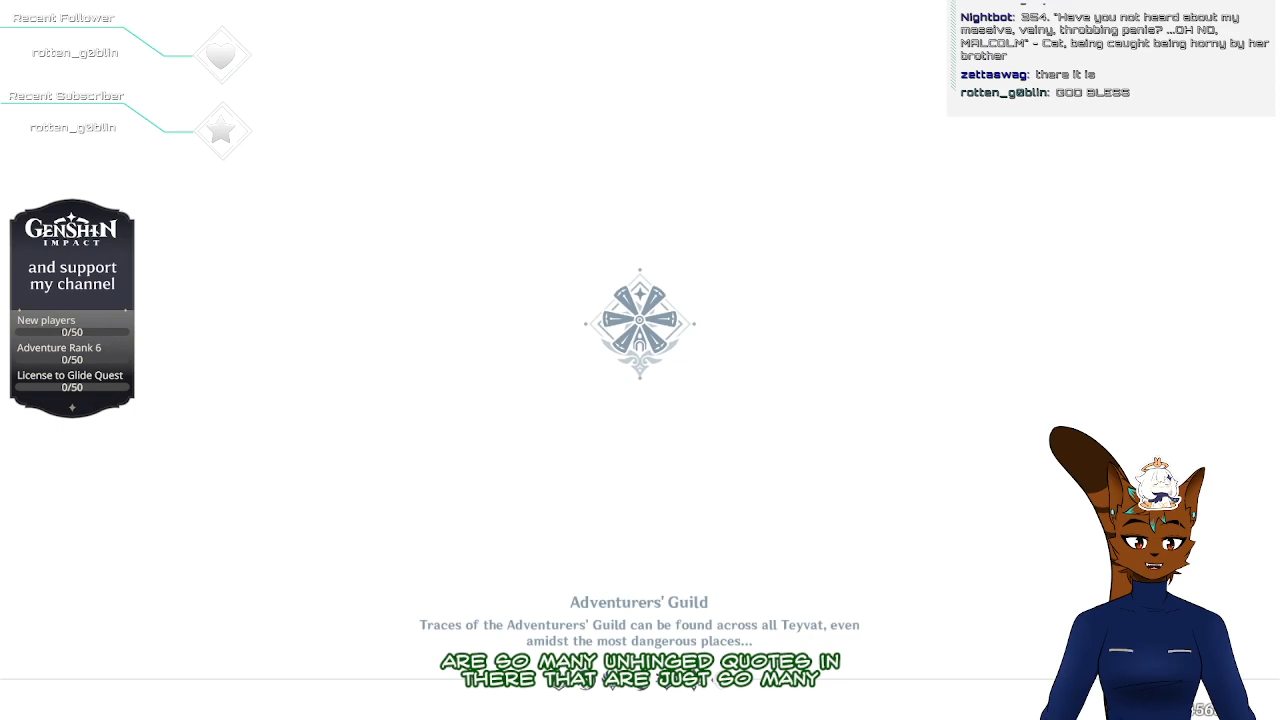 Recent Follower
rotten_g0blin
Recent Subscriber
rotten_g0blin
GENSHIN
IMPACT
and support
my channel
New players
0/50
Adventure Rank 6
0/50
License to Glide Quest
0/50
Nightbot: 354. "Have you not heard about my
massive, veiny, throbbing penis? ...OH NO,
MALCOLM" - Cat, being caught being horny by her
brother
zettaswag: there it is
rotten_g0blin: GOD BLESS
Adventurers' Guild
Traces of the Adventurers' Guild can be found across all Teyvat, even
amidst the most dangerous places...
ARE SO MANY UNHINGED QUOTES IN
THERE THAT ARE JUST SO MANY